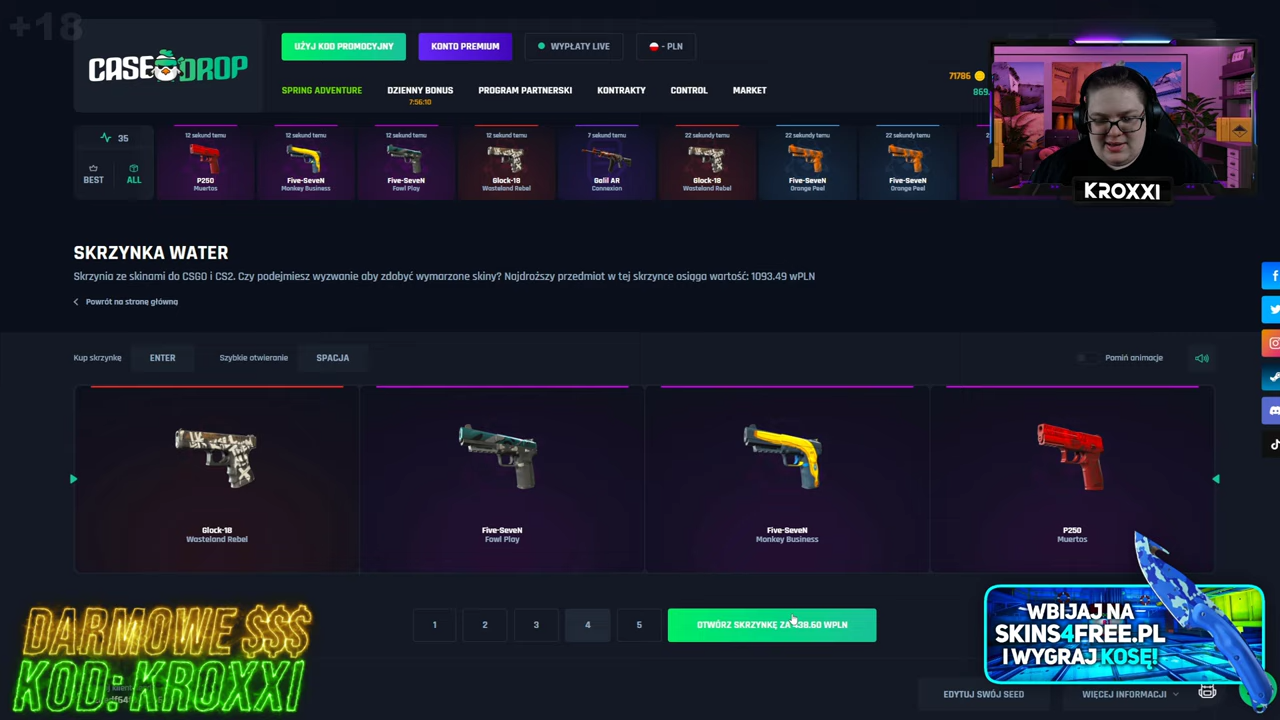 +18
CASE DROP
UŻYJ KOD PROMOCYJNY
KONTO PREMIUM
WYPŁATY LIVE
- PLN
SPRING ADVENTURE
DZIENNY BONUS
7:56:10
PROGRAM PARTNERSKI
KONTRAKTY
CONTROL
MARKET
71786
869.
KROXXI
35
BEST
ALL
12 sekund temu
P250
Muertos
12 sekund temu
Five-SeveN
Monkey Business
12 sekund temu
Five-SeveN
Fowl Play
12 sekund temu
Glock-18
Wasteland Rebel
7 sekund temu
Galil AR
Connexion
22 sekundy temu
Glock-18
Wasteland Rebel
22 sekundy temu
Five-SeveN
Orange Peel
22 sekundy temu
Five-SeveN
Orange Peel
SKRZYNKA WATER
Skrzynia ze skinami do CSGO i CS2. Czy podejmiesz wyzwanie aby zdobyć wymarzone skiny? Najdroższy przedmiot w tej skrzynce osiąga wartość: 1093.49 wPLN
Powrót na stronę główną
Kup skrzynkę
ENTER
Szybkie otwieranie
SPACJA
Pomiń animacje
Glock-18
Wasteland Rebel
Five-SeveN
Fowl Play
Five-SeveN
Monkey Business
P250
Muertos
1
2
3
4
5
OTWÓRZ SKRZYNKĘ ZA 438.60 WPLN
DARMOWE $$$
KOD: KROXXI
WBIJAJ NA
SKINS4FREE.PL
I WYGRAJ KOSĘ!
EDYTUJ SWÓJ SEED
WIĘCEJ INFORMACJI